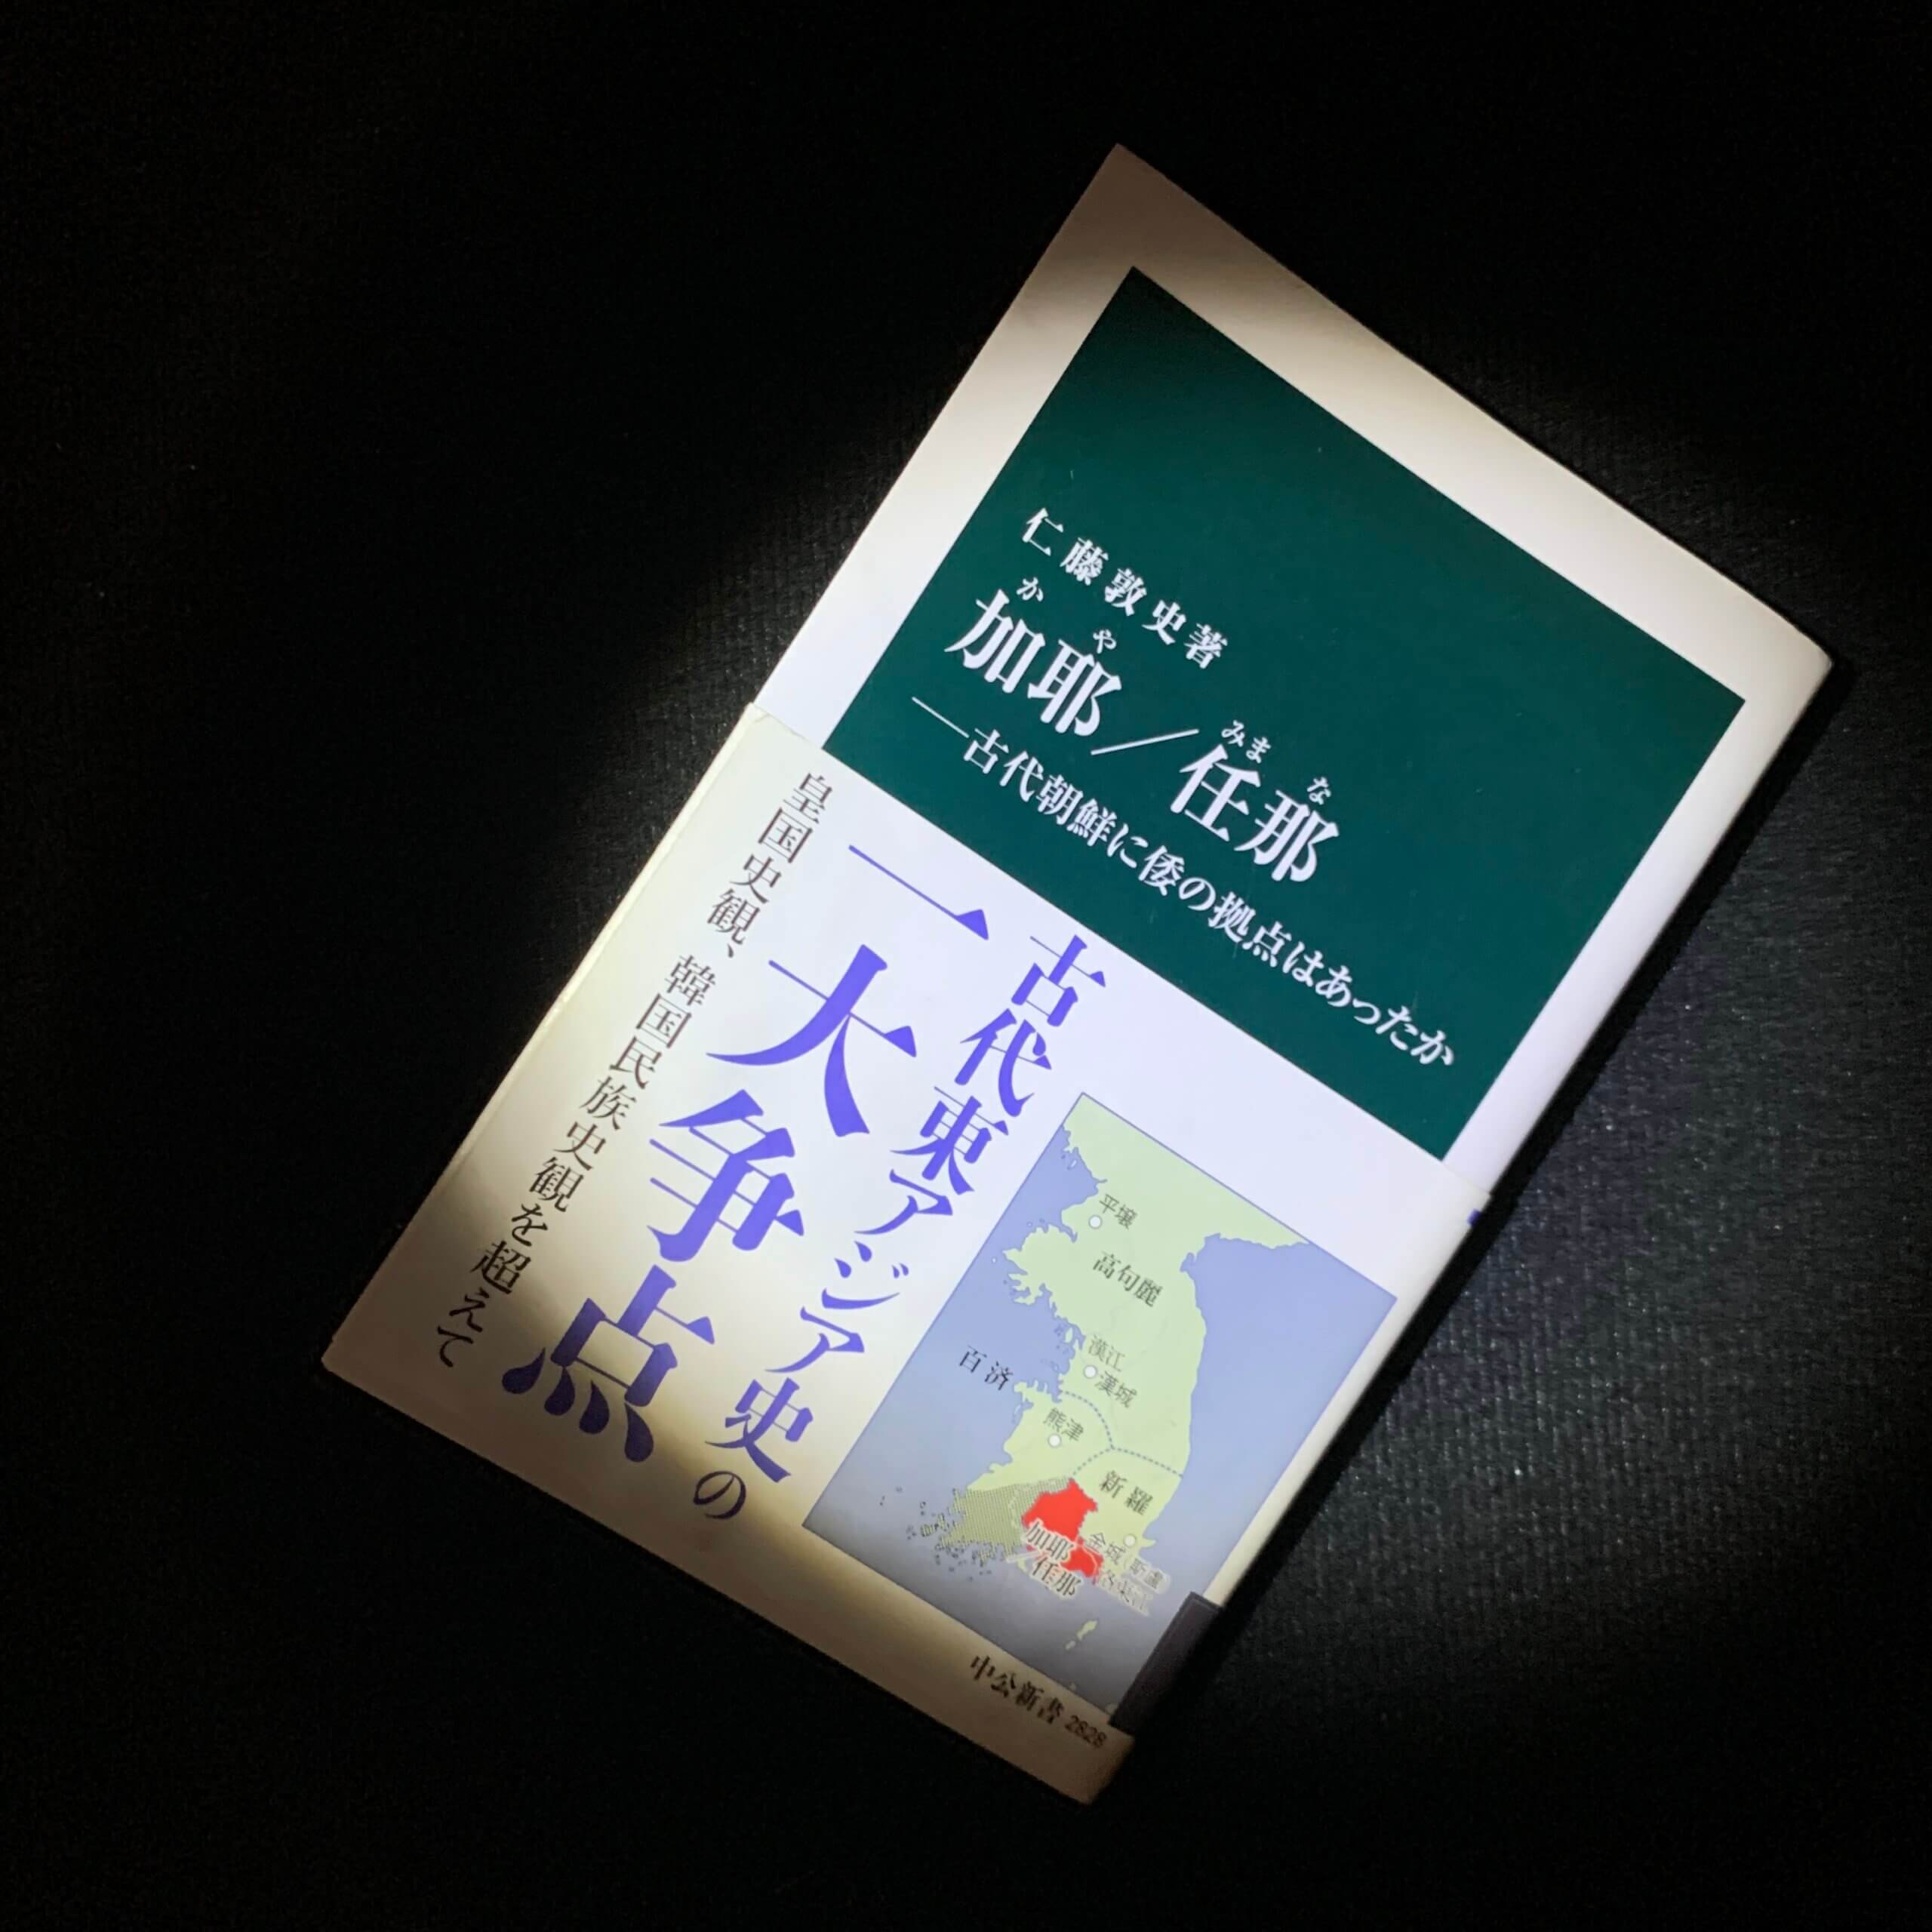 仁藤敦史著
かや
加耶／任那
みまな
──古代朝鮮に倭の拠点はあったか
古代東アジア史の
一大争点
皇国史観、韓国民族史観を超えて
平壌
高句麗
漢江
漢城
百済
熊津
新羅
金城(斯盧)
加耶
／任那
中公新書 2828